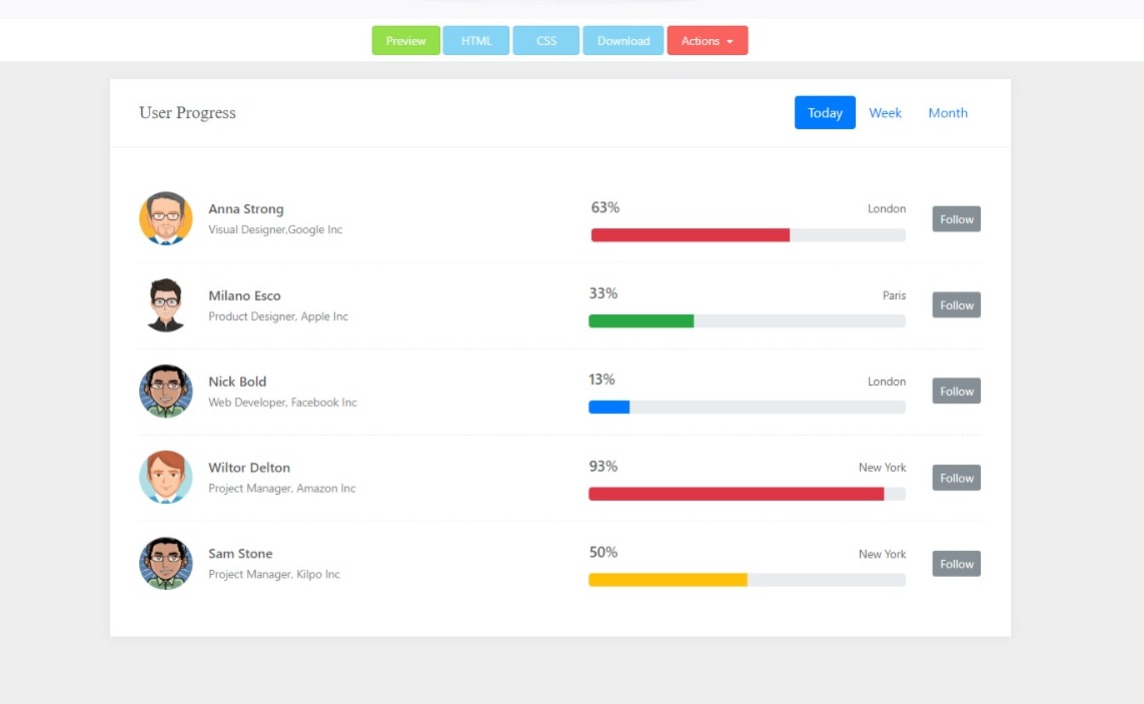 Preview HTML CSS Download Actions
User Progress Today Week Month
Anna Strong 63% London
Visual Designer,Google Inc Follow
Milano Esco 33% Paris
Product Designer, Apple Inc Follow
Nick Bold 13% London
Web Developer, Facebook Inc Follow
Wiltor Delton 93% New York
Project Manager, Amazon Inc Follow
Sam Stone 50% New York
Project Manager, Kilpo Inc Follow